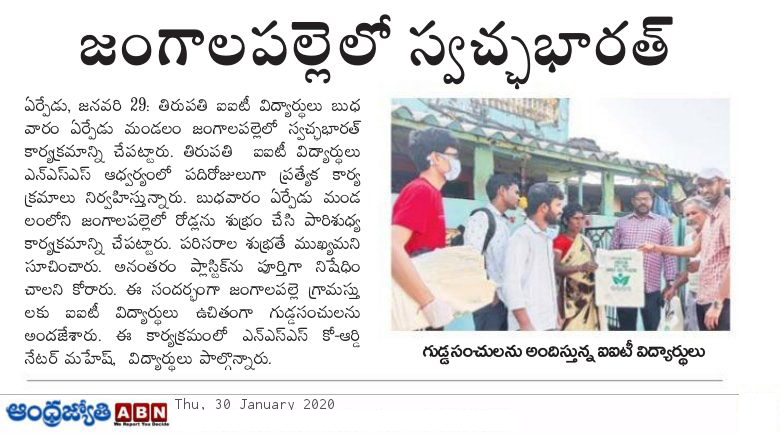 జంగాలపల్లెలో స్వచ్ఛభారత్
ఏర్పేడు, జనవరి 29: తిరుపతి ఐఐటీ విద్యార్థులు బుధ
వారం ఏర్పేడు మండలం జంగాలపల్లెలో స్వచ్ఛభారత్
కార్యక్రమాన్ని చేపట్టారు. తిరుపతి ఐఐటీ విద్యార్థులు
ఎన్ఎస్ఎస్ ఆధ్వర్యంలో పదిరోజులుగా ప్రత్యేక కార్య
క్రమాలు నిర్వహిస్తున్నారు. బుధవారం ఏర్పేడు మండ
లంలోని జంగాలపల్లెలో రోడ్లను శుభ్రం చేసి పారిశుధ్య
కార్యక్రమాన్ని చేపట్టారు. పరిసరాల శుభ్రతే ముఖ్యమని
సూచించారు. అనంతరం ప్లాస్టిక్‌ను పూర్తిగా నిషేధిం
చాలని కోరారు. ఈ సందర్భంగా జంగాలపల్లె గ్రామస్తు
లకు ఐఐటీ విద్యార్థులు ఉచితంగా గుడ్డసంచులను
అందజేశారు. ఈ కార్యక్రమంలో ఎన్ఎస్ఎస్ కో-ఆర్డి
నేటర్ మహేష్, విద్యార్థులు పాల్గొన్నారు.
గుడ్డసంచులను అందిస్తున్న ఐఐటీ విద్యార్థులు
ఆంధ్రజ్యోతి ABN
We Report You Decide
Thu, 30 January 2020